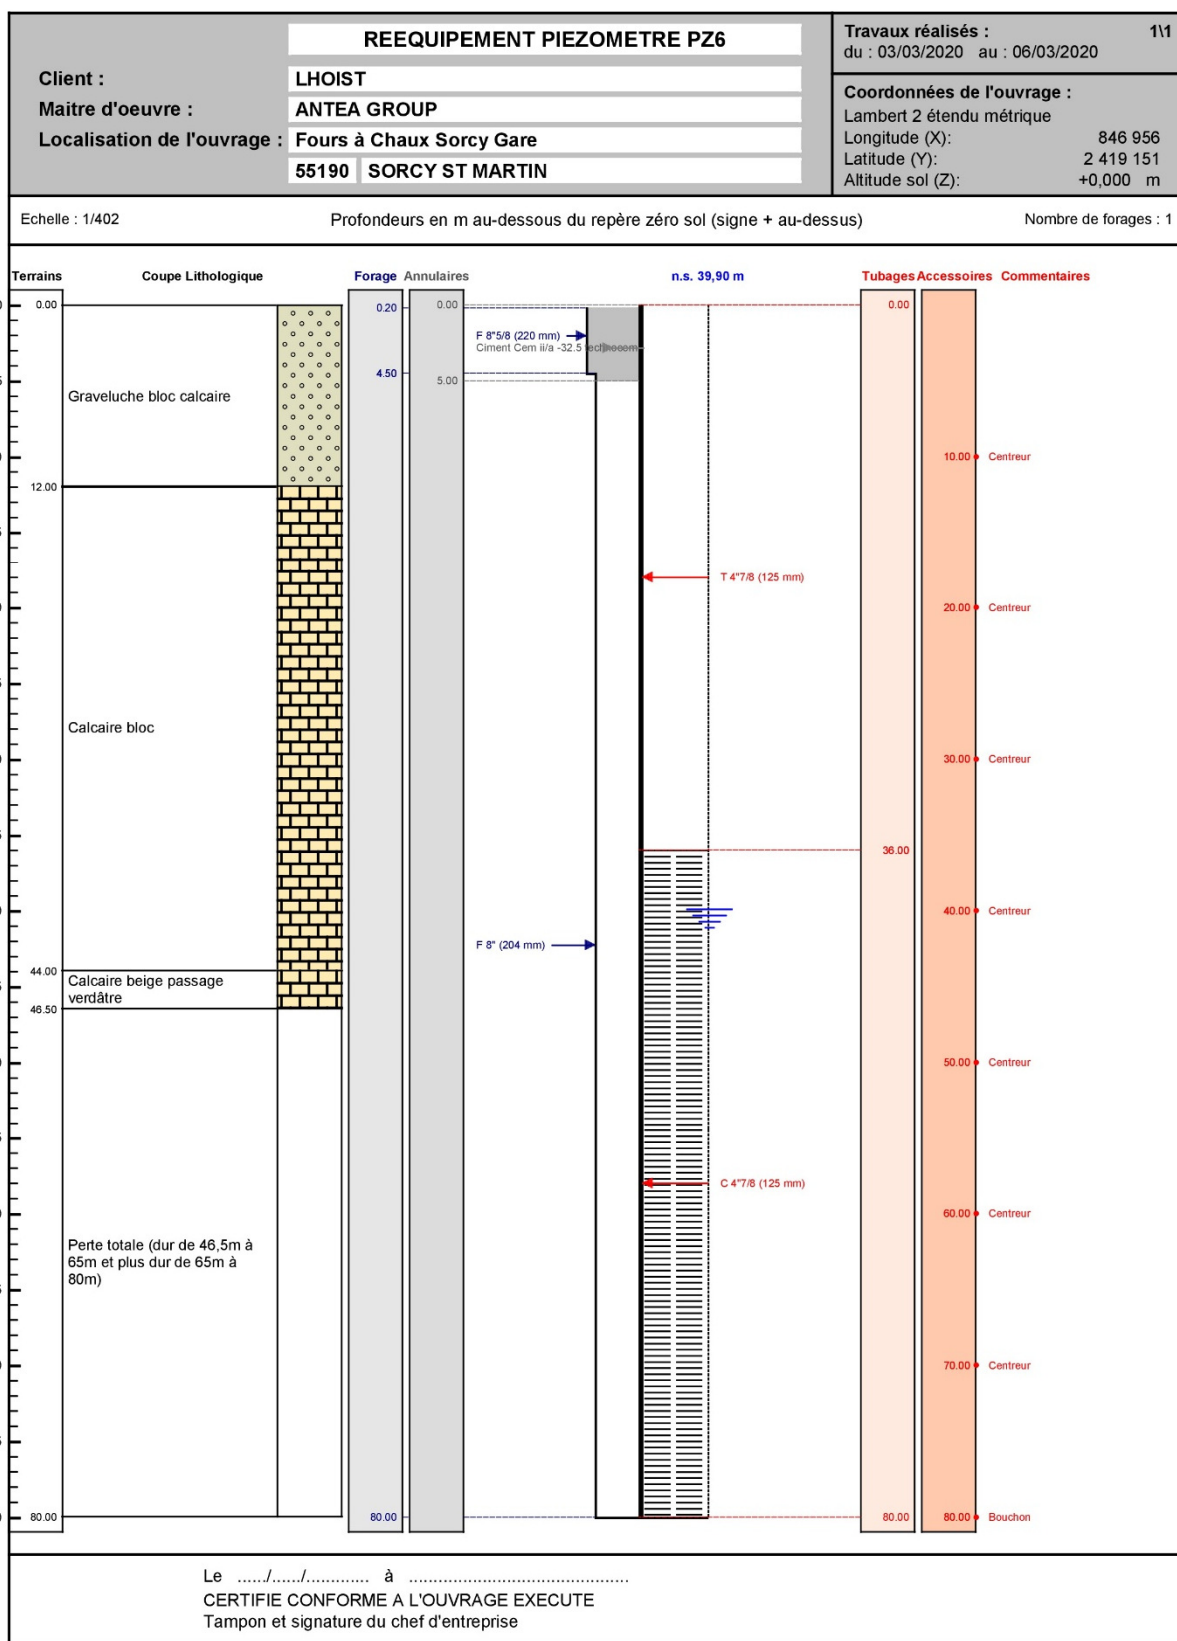 REEQUIPEMENT PIEZOMETRE PZ6
Client :
LHOIST
Maitre d'oeuvre :
ANTEA GROUP
Localisation de l'ouvrage :
Fours à Chaux Sorcy Gare
55190 SORCY ST MARTIN
Travaux réalisés : 1\1
du : 03/03/2020 au : 06/03/2020
Coordonnées de l'ouvrage :
Lambert 2 étendu métrique
Longitude (X): 846 956
Latitude (Y): 2 419 151
Altitude sol (Z): +0,000 m
Echelle : 1/402
Profondeurs en m au-dessous du repère zéro sol (signe + au-dessus)
Nombre de forages : 1
Terrains
Coupe Lithologique
Forage
Annulaires
n.s. 39,90 m
Tubages
Accessoires
Commentaires
0.00
0.20
0.00
0.00
F 8"5/8 (220 mm)
Ciment Cem ii/a -32.5
4.50
5.00
Graveluche bloc calcaire
10.00 Centreur
12.00
T 4"7/8 (125 mm)
20.00 Centreur
Calcaire bloc
30.00 Centreur
36.00
40.00 Centreur
F 8" (204 mm)
44.00
Calcaire beige passage
verdâtre
46.50
50.00 Centreur
C 4"7/8 (125 mm)
60.00 Centreur
Perte totale (dur de 46,5m à
65m et plus dur de 65m à
80m)
70.00 Centreur
80.00
80.00
80.00
80.00 Bouchon
Le ....../....../............. à ............................................
CERTIFIE CONFORME A L'OUVRAGE EXECUTE
Tampon et signature du chef d'entreprise